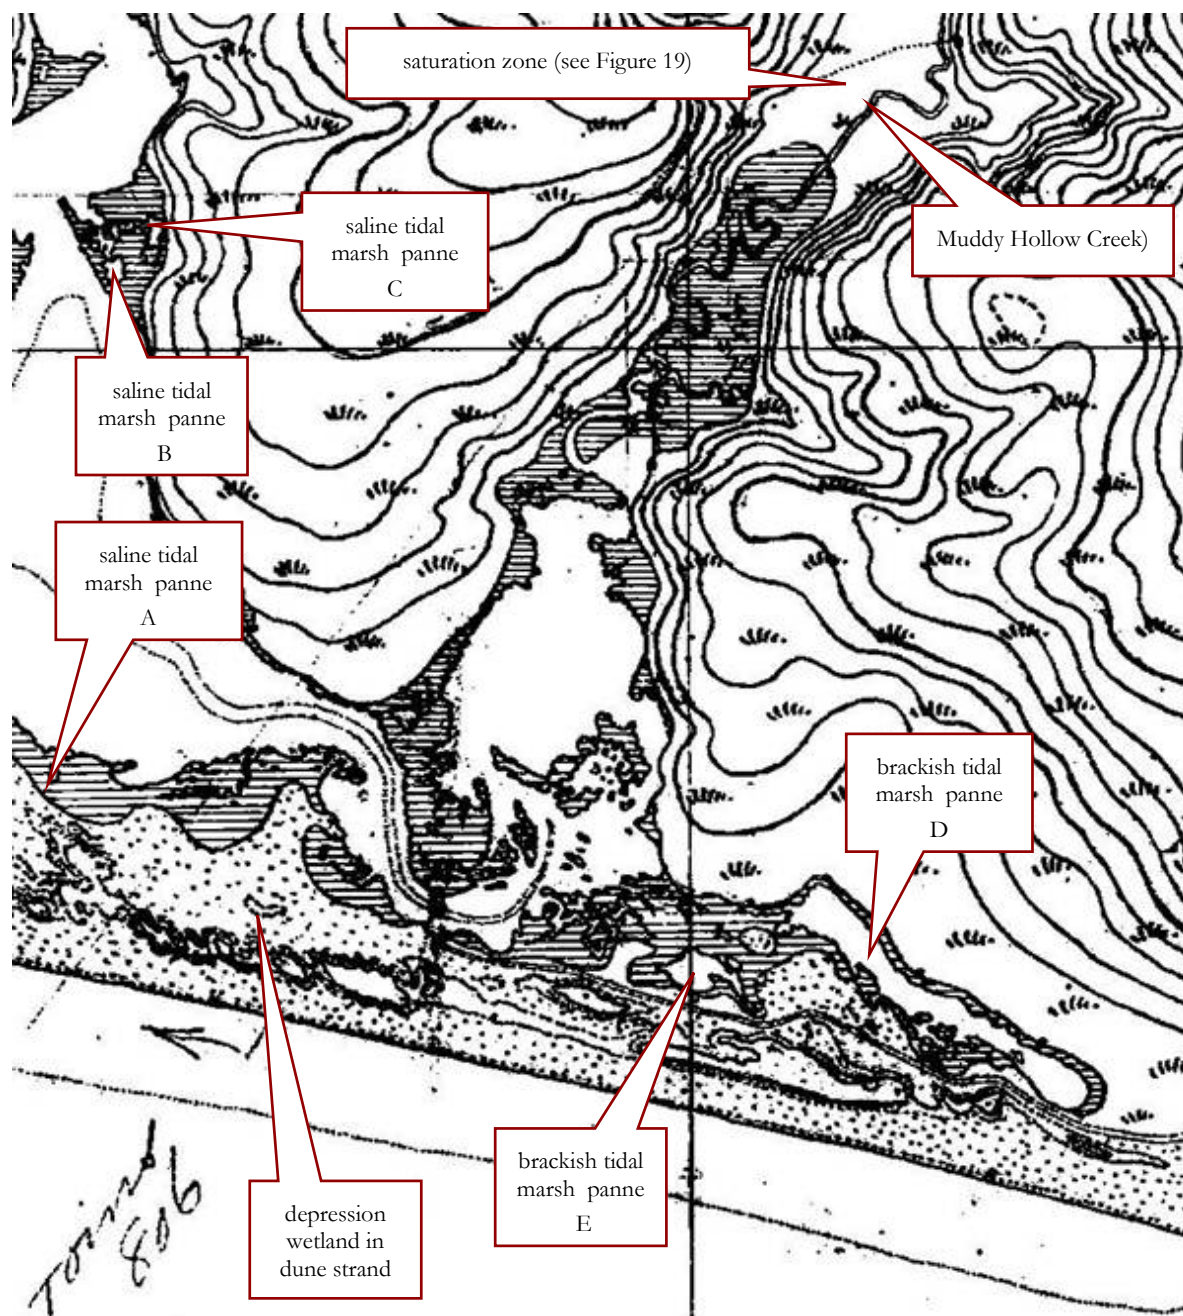 saturation zone (see Figure 19)
Muddy Hollow Creek)
saline tidal
marsh panne
C
saline tidal
marsh panne
B
saline tidal
marsh panne
A
brackish tidal
marsh panne
D
brackish tidal
marsh panne
E
depression
wetland in
dune strand
806